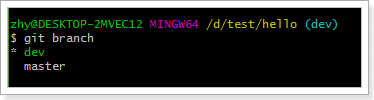 zhy@DESKTOP-2MVEC12 MINGW64 /d/test/hello (dev)
$ git branch
* dev
  master